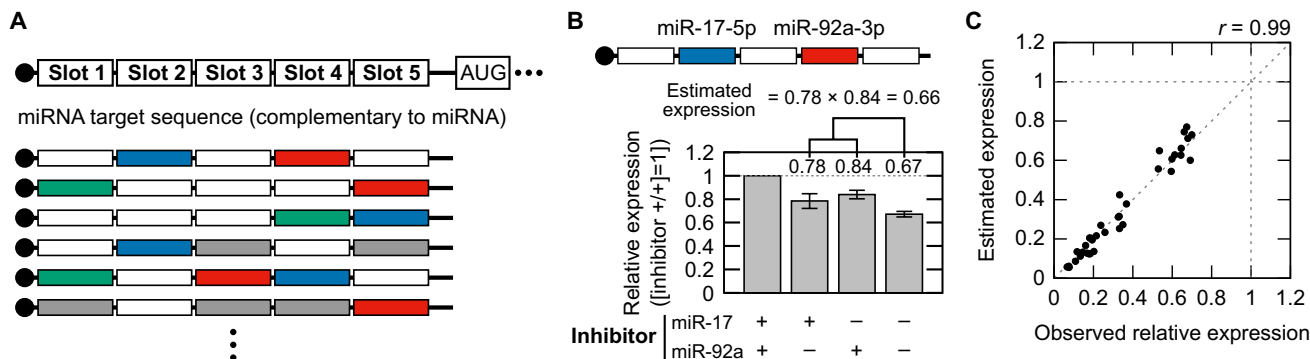 A
Slot 1 Slot 2 Slot 3 Slot 4 Slot 5 AUG •••
miRNA target sequence (complementary to miRNA)
B
miR-17-5p miR-92a-3p
Estimated
expression = 0.78 × 0.84 = 0.66
Relative expression
([inhibitor +/+]=1])
1.2
1
0.8
0.6
0.4
0.2
0
0.78 0.84 0.67
Inhibitor
miR-17 + + – –
miR-92a + – + –
C
r = 0.99
Estimated expression
1.2
1
0.8
0.6
0.4
0.2
0
0 0.2 0.4 0.6 0.8 1 1.2
Observed relative expression